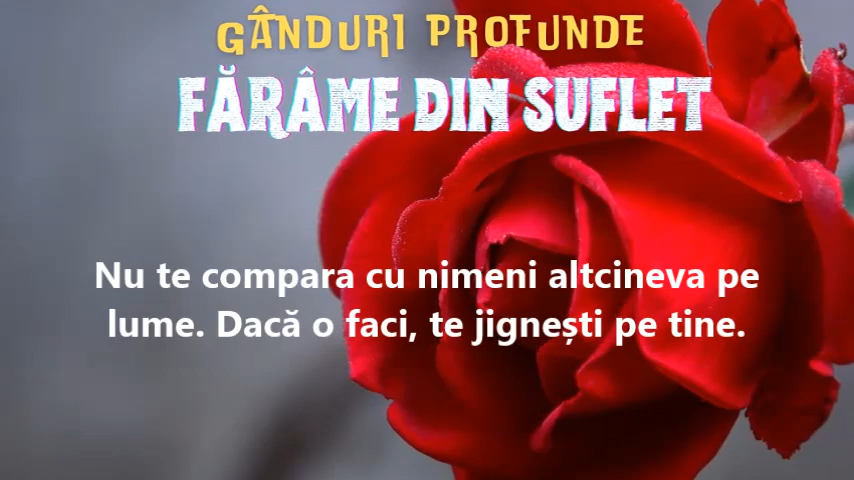 GÂNDURI PROFUNDE
FĂRÂME DIN SUFLET
Nu te compara cu nimeni altcineva pe
lume. Dacă o faci, te jignești pe tine.